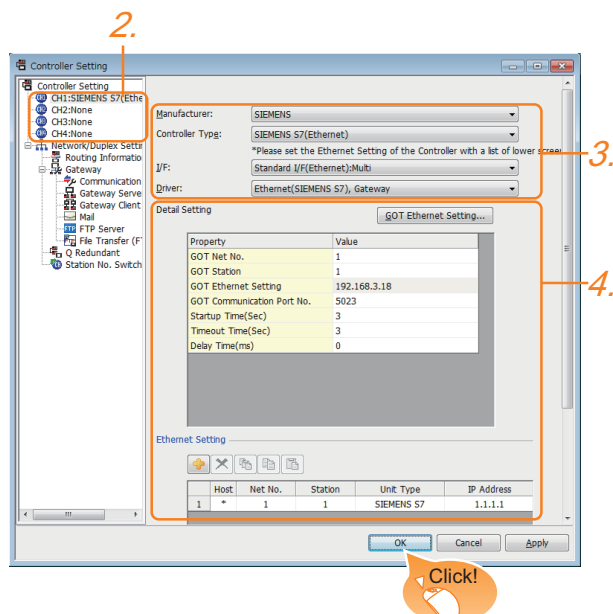 2.
Controller Setting
Controller Setting
CH1:SIEMENS S7(Ethe
CH2:None
CH3:None
CH4:None
Network/Duplex Settin
Routing Informatio
Gateway
Communication
Gateway Serve
Gateway Client
Mail
FTP Server
File Transfer (F
Q Redundant
Station No. Switch
Manufacturer: SIEMENS
Controller Type: SIEMENS S7(Ethernet)
*Please set the Ethernet Setting of the Controller with a list of lower screen
I/F: Standard I/F(Ethernet):Multi
Driver: Ethernet(SIEMENS S7), Gateway
3.
Detail Setting
GOT Ethernet Setting...
Property Value
GOT Net No. 1
GOT Station 1
GOT Ethernet Setting 192.168.3.18
GOT Communication Port No. 5023
Startup Time(Sec) 3
Timeout Time(Sec) 3
Delay Time(ms) 0
4.
Ethernet Setting
Host Net No. Station Unit Type IP Address
1 * 1 1 SIEMENS S7 1.1.1.1
OK Cancel Apply
Click!